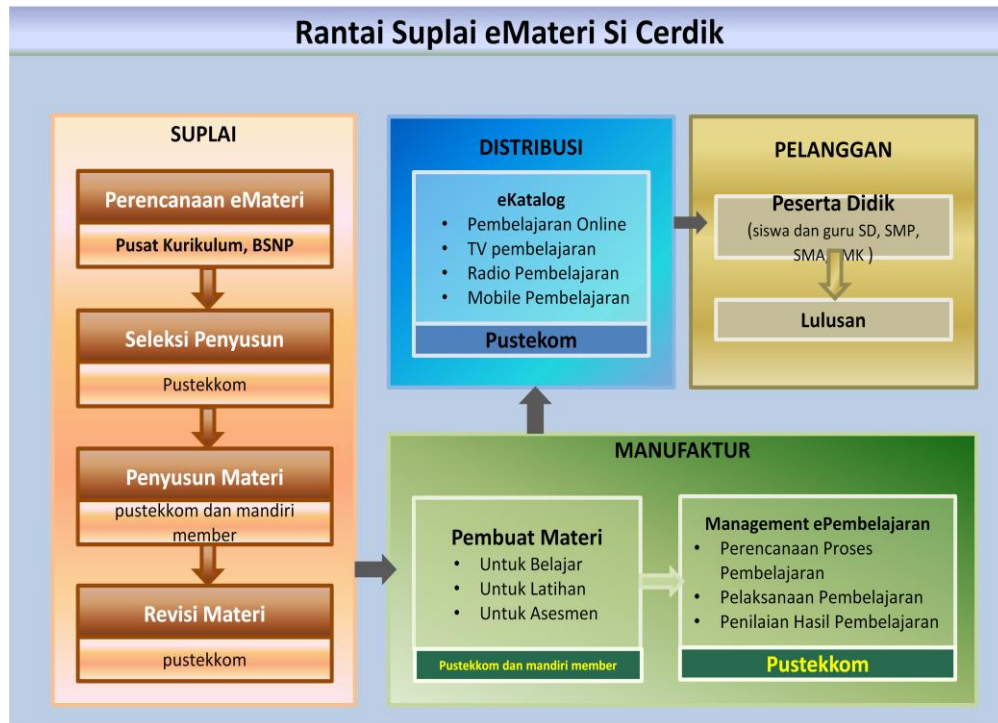 Rantai Suplai eMateri Si Cerdik
SUPLAI
Perencanaan eMateri
Pusat Kurikulum, BSNP
Seleksi Penyusun
Pustekkom
Penyusun Materi
pustekkom dan mandiri
member
Revisi Materi
pustekkom
DISTRIBUSI
eKatalog
• Pembelajaran Online
• TV pembelajaran
• Radio Pembelajaran
• Mobile Pembelajaran
Pustekom
PELANGGAN
Peserta Didik
(siswa dan guru SD, SMP,
SMA, MK )
Lulusan
MANUFAKTUR
Pembuat Materi
• Untuk Belajar
• Untuk Latihan
• Untuk Asesmen
Pustekkom dan mandiri member
Management ePembelajaran
• Perencanaan Proses
Pembelajaran
• Pelaksanaan Pembelajaran
• Penilaian Hasil Pembelajaran
Pustekkom